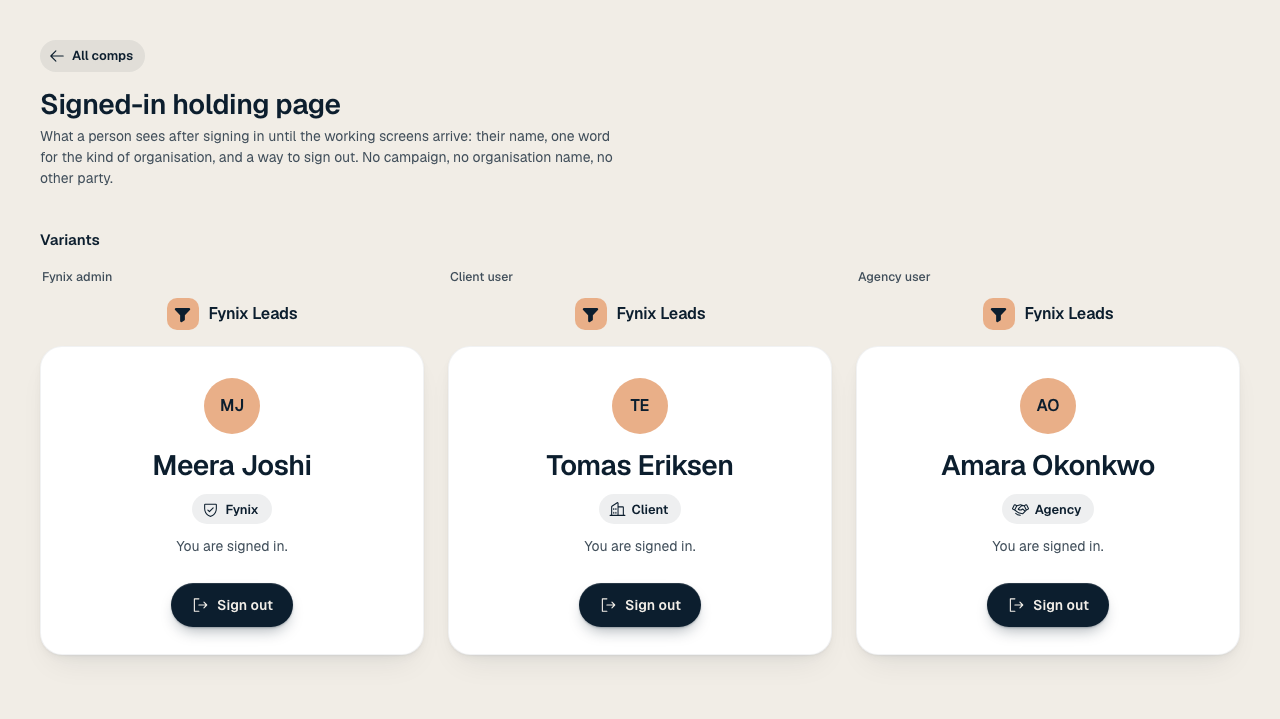 All comps
Signed-in holding page
What a person sees after signing in until the working screens arrive: their name, one word
for the kind of organisation, and a way to sign out. No campaign, no organisation name, no
other party.
Variants
Fynix admin
Client user
Agency user
Fynix Leads
Fynix Leads
Fynix Leads
MJ
TE
AO
Meera Joshi
Tomas Eriksen
Amara Okonkwo
Fynix
Client
Agency
You are signed in.
You are signed in.
You are signed in.
Sign out
Sign out
Sign out